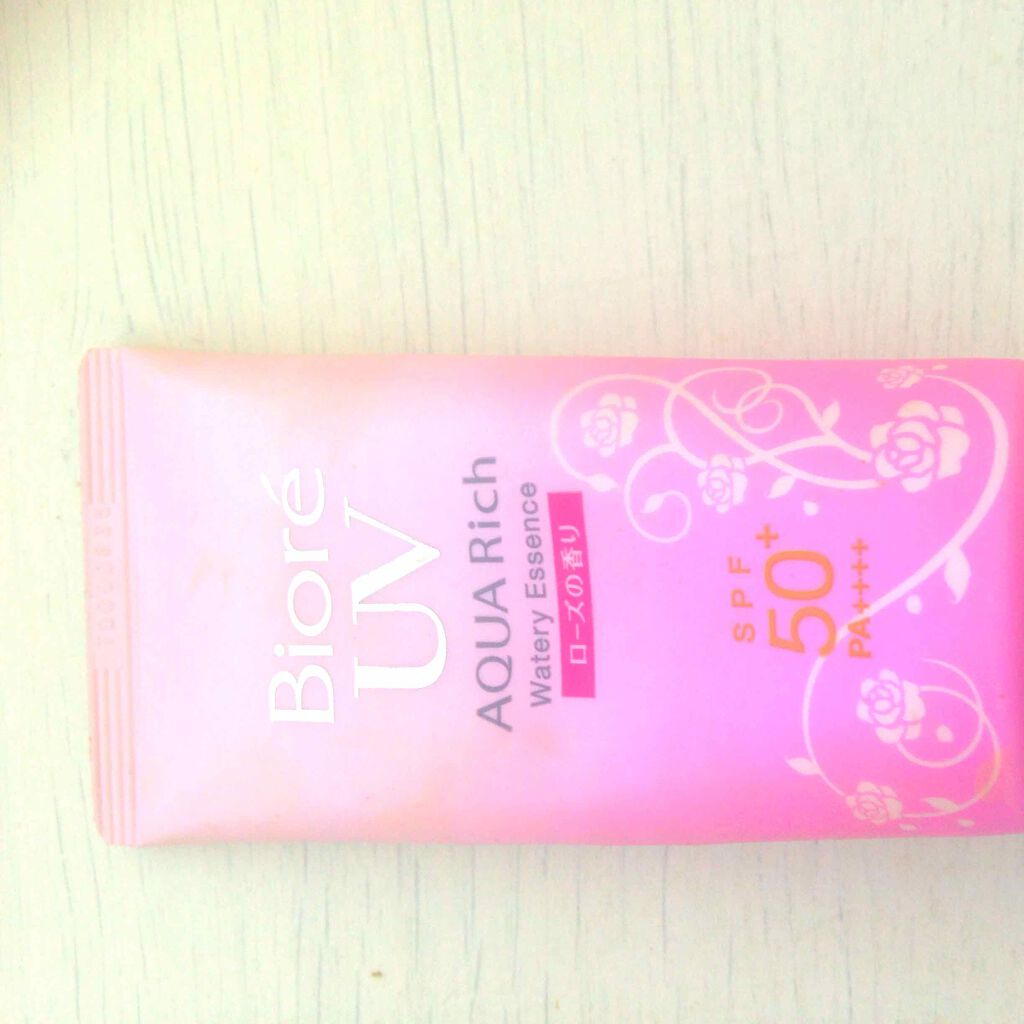 Bioré
UV
AQUA Rich
Watery Essence
ローズの香り
SPF
50+
PA++++